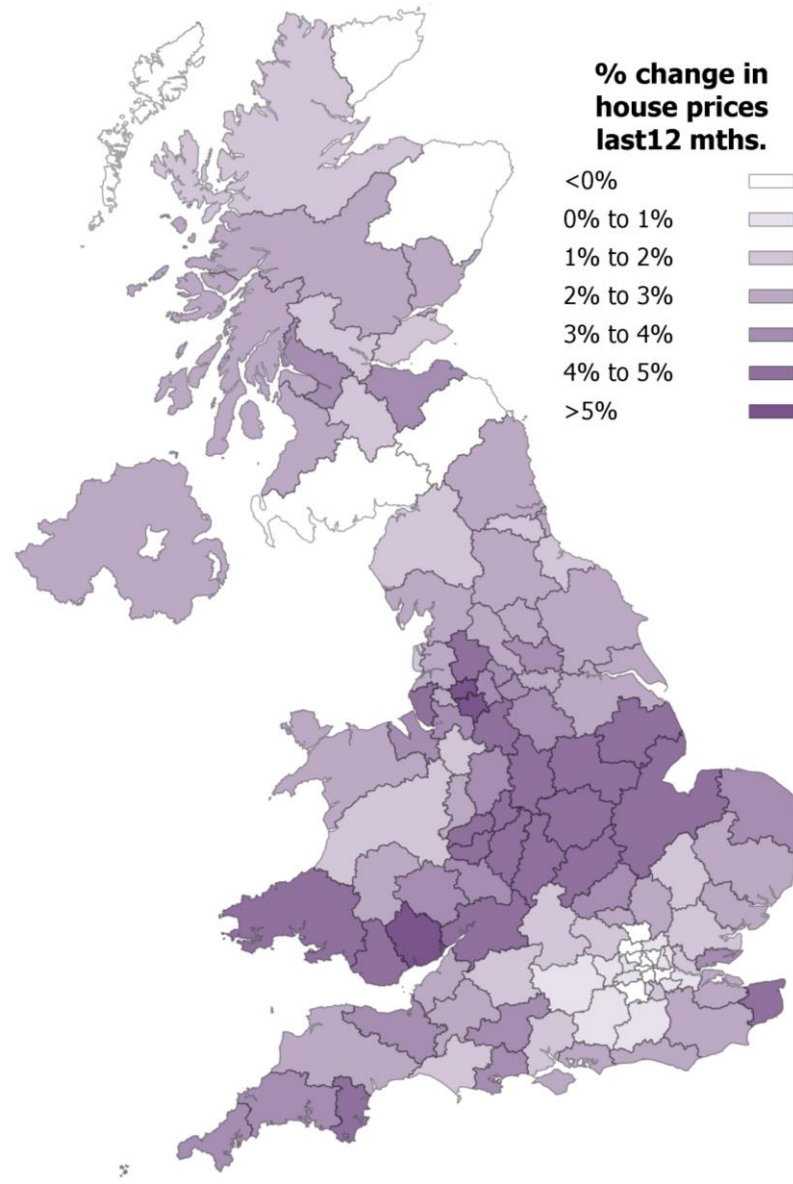 % change in
house prices
last12 mths.
<0%
0% to 1%
1% to 2%
2% to 3%
3% to 4%
4% to 5%
>5%